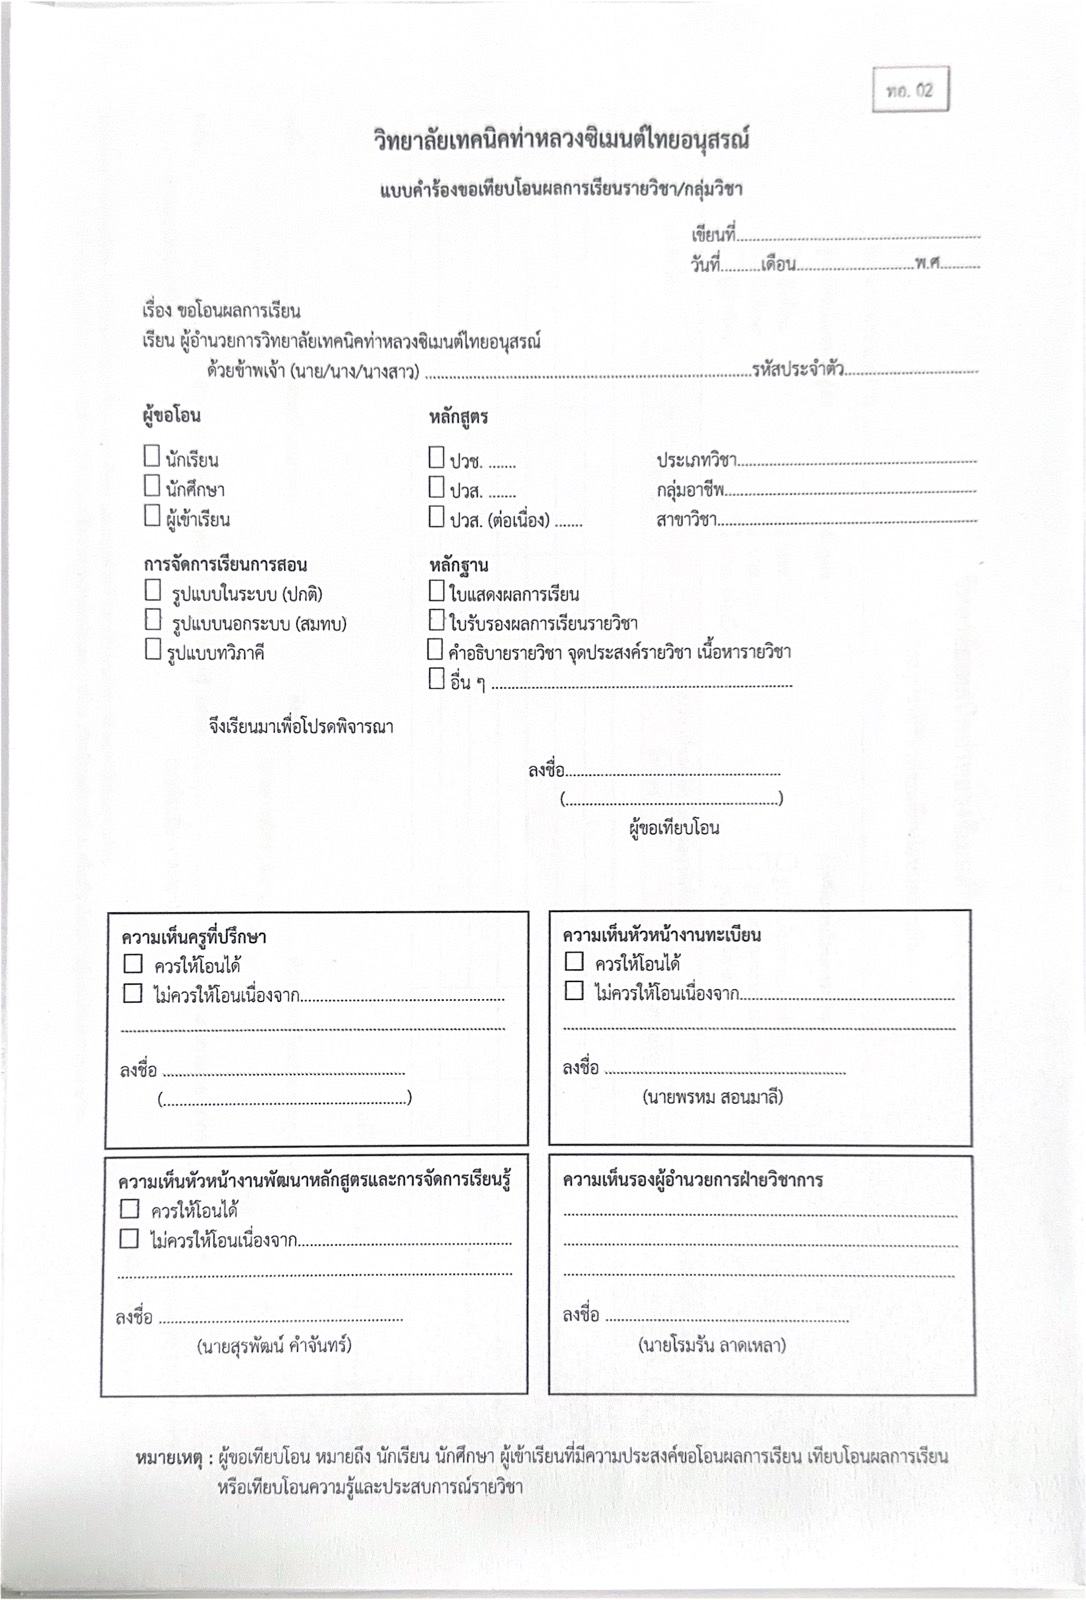 ทอ. 02
วิทยาลัยเทคนิคท่าหลวงซิเมนต์ไทยอนุสรณ์
แบบคำร้องขอเทียบโอนผลการเรียนรายวิชา/กลุ่มวิชา
เขียนที่..........................................................
วันที่..........เดือน.............................พ.ศ..........
เรื่อง ขอโอนผลการเรียน
เรียน ผู้อำนวยการวิทยาลัยเทคนิคท่าหลวงซิเมนต์ไทยอนุสรณ์
ด้วยข้าพเจ้า (นาย/นาง/นางสาว) ..............................................................................รหัสประจำตัว................................
ผู้ขอโอน หลักสูตร
☐ นักเรียน ☐ ปวช. ....... ประเภทวิชา..........................................................
☐ นักศึกษา ☐ ปวส. ....... กลุ่มอาชีพ............................................................
☐ ผู้เข้าเรียน ☐ ปวส. (ต่อเนื่อง) ....... สาขาวิชา..............................................................
การจัดการเรียนการสอน หลักฐาน
☐ รูปแบบในระบบ (ปกติ) ☐ ใบแสดงผลการเรียน
☐ รูปแบบนอกระบบ (สมทบ) ☐ ใบรับรองผลการเรียนรายวิชา
☐ รูปแบบทวิภาคี ☐ คำอธิบายรายวิชา จุดประสงค์รายวิชา เนื้อหารายวิชา
☐ อื่น ๆ ........................................................................
จึงเรียนมาเพื่อโปรดพิจารณา
ลงชื่อ.....................................................
(.....................................................)
ผู้ขอเทียบโอน
ความเห็นครูที่ปรึกษา
☐ ควรให้โอนได้
☐ ไม่ควรให้โอนเนื่องจาก.................................................
............................................................................................
ลงชื่อ ..........................................................
(..........................................................)
ความเห็นหัวหน้างานทะเบียน
☐ ควรให้โอนได้
☐ ไม่ควรให้โอนเนื่องจาก....................................................
..............................................................................................
ลงชื่อ ..........................................................
(นายพรหม สอนมาลี)
ความเห็นหัวหน้างานพัฒนาหลักสูตรและการจัดการเรียนรู้
☐ ควรให้โอนได้
☐ ไม่ควรให้โอนเนื่องจาก....................................................
..............................................................................................
ลงชื่อ ..........................................................
(นายสุรพัฒน์ คำจันทร์)
ความเห็นรองผู้อำนวยการฝ่ายวิชาการ
..............................................................................................
..............................................................................................
..............................................................................................
ลงชื่อ ..........................................................
(นายโรมรัน ลาดเหลา)
หมายเหตุ : ผู้ขอเทียบโอน หมายถึง นักเรียน นักศึกษา ผู้เข้าเรียนที่มีความประสงค์ขอโอนผลการเรียน เทียบโอนผลการเรียน
หรือเทียบโอนความรู้และประสบการณ์รายวิชา